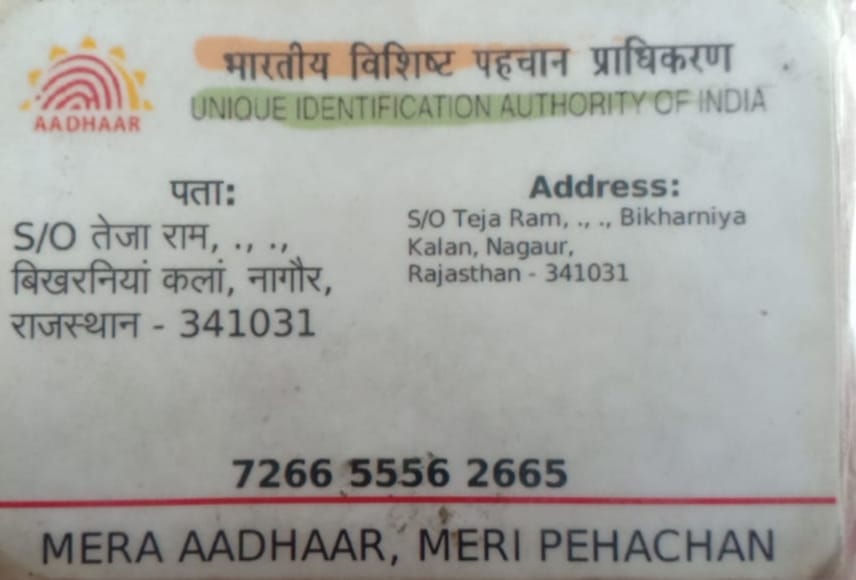 AADHAAR
भारतीय विशिष्ट पहचान प्राधिकरण
UNIQUE IDENTIFICATION AUTHORITY OF INDIA
पता:
S/O तेजा राम, ., .,
बिखरनियां कलां, नागौर,
राजस्थान - 341031
Address:
S/O Teja Ram, ., ., Bikharniya
Kalan, Nagaur,
Rajasthan - 341031
7266 5556 2665
MERA AADHAAR, MERI PEHACHAN